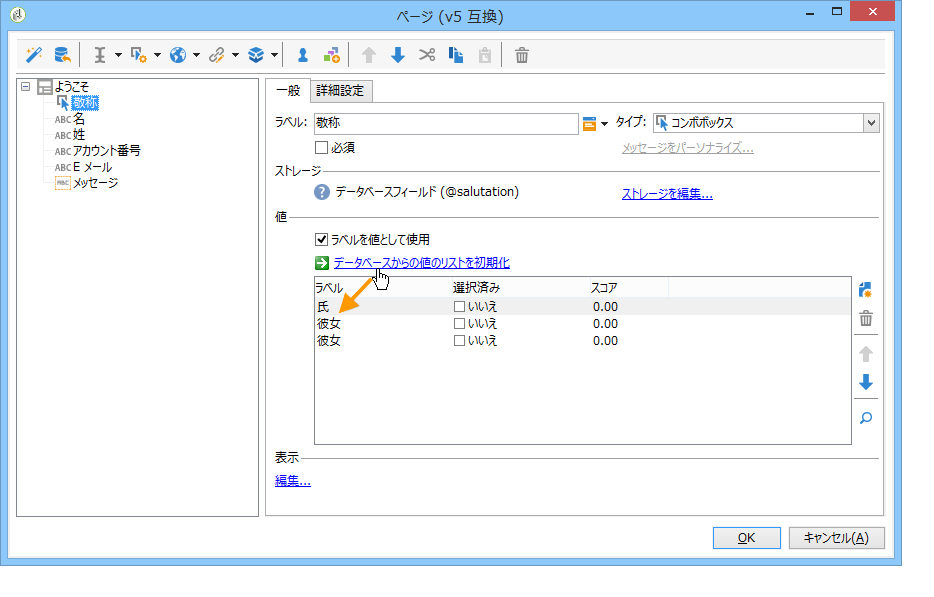 ページ (v5 互換)
ようこそ
敬称
ABC 名
ABC 姓
ABC アカウント番号
ABC E メール
ABC メッセージ
一般 詳細設定
ラベル: 敬称 タイプ: コンボボックス
必須 メッセージをパーソナライズ...
ストレージ
データベースフィールド (@salutation) ストレージを編集...
値
ラベルを値として使用
データベースからの値のリストを初期化
ラベル 選択済み スコア
氏 いいえ 0.00
彼女 いいえ 0.00
彼女 いいえ 0.00
表示
編集...
OK キャンセル(A)